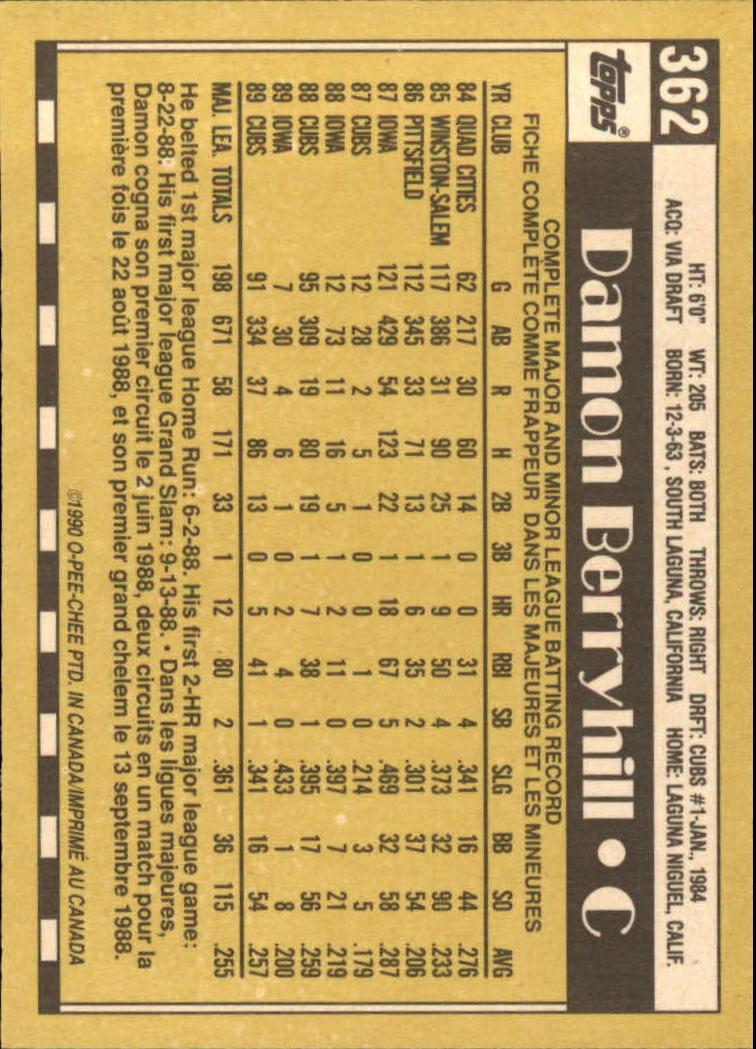 362
HT: 6'0" WT: 205 BATS: BOTH THROWS: RIGHT DRFT: CUBS #1-JAN., 1984
ACQ: VIA DRAFT BORN: 12-3-63, SOUTH LAGUNA, CALIFORNIA HOME: LAGUNA NIGUEL, CALIF.
topps® Damon Berryhill • C
COMPLETE MAJOR AND MINOR LEAGUE BATTING RECORD
FICHE COMPLÈTE COMME FRAPPEUR DANS LES MAJEURES ET LES MINEURES
YR CLUB G AB R H 2B 3B HR RBI SB SLG BB SO AVG
84 QUAD CITIES 62 217 30 60 14 0 0 31 4 .341 16 44 .276
85 WINSTON-SALEM 117 386 31 90 25 1 9 50 4 .373 32 90 .233
86 PITTSFIELD 112 345 33 71 13 1 6 35 2 .301 37 54 .206
87 IOWA 121 429 54 123 22 1 18 67 5 .469 32 58 .287
87 CUBS 12 28 2 5 1 0 0 1 0 .214 3 5 .179
88 IOWA 12 73 11 16 5 1 2 11 0 .397 7 21 .219
88 CUBS 95 309 19 80 19 1 7 38 1 .395 17 56 .259
89 IOWA 7 30 4 6 1 0 2 4 0 .433 1 8 .200
89 CUBS 91 334 37 86 13 0 5 41 1 .341 16 54 .257
MAJ. LEA. TOTALS 198 671 58 171 33 1 12 80 2 .361 36 115 .255
He belted 1st major league Home Run: 6-2-88. His first 2-HR major league game:
8-22-88. His first major league Grand Slam: 9-13-88. • Dans les ligues majeures,
Damon cogna son premier circuit le 2 juin 1988, deux circuits en un match pour la
première fois le 22 août 1988, et son premier grand chelem le 13 septembre 1988.
©1990 O-PEE-CHEE PTD. IN CANADA/IMPRIMÉ AU CANADA